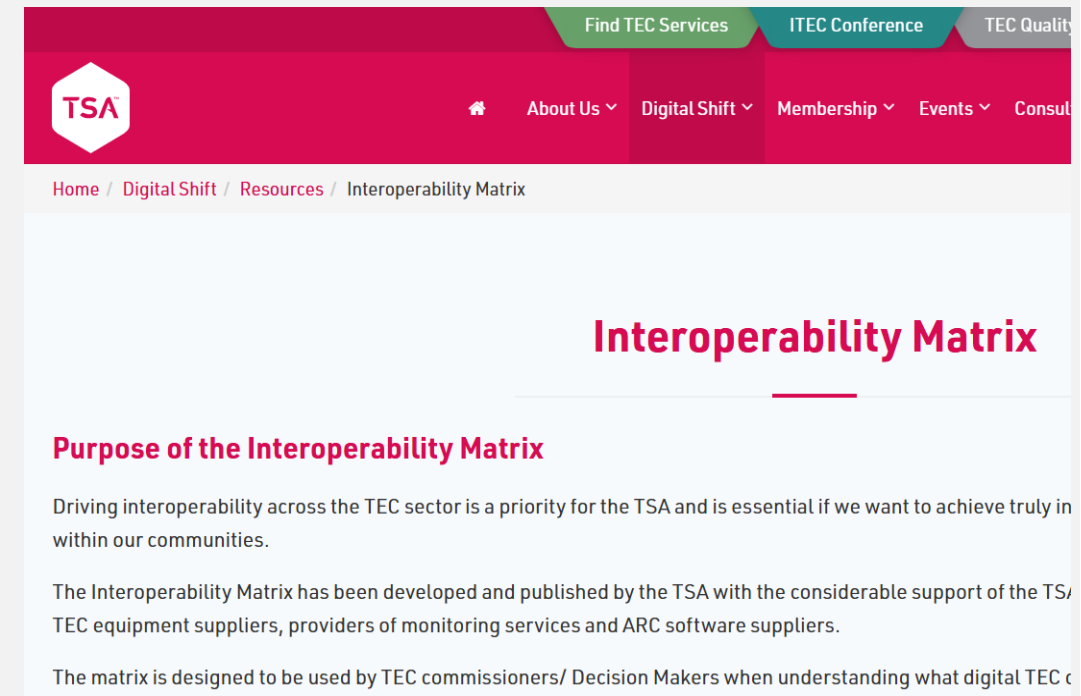 Find TEC Services
ITEC Conference
TEC Quality
TSA™
About Us
Digital Shift
Membership
Events
Consul
Home / Digital Shift / Resources / Interoperability Matrix
Interoperability Matrix
Purpose of the Interoperability Matrix
Driving interoperability across the TEC sector is a priority for the TSA and is essential if we want to achieve truly in
within our communities.
The Interoperability Matrix has been developed and published by the TSA with the considerable support of the TSA
TEC equipment suppliers, providers of monitoring services and ARC software suppliers.
The matrix is designed to be used by TEC commissioners/ Decision Makers when understanding what digital TEC